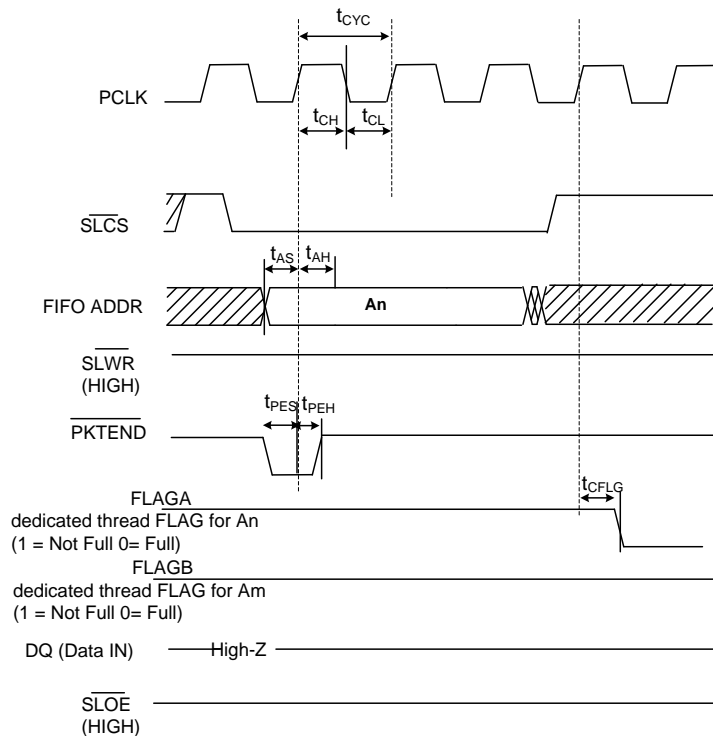 tCYC
PCLK
tCH
tCL
SLCS
tAS
tAH
FIFO ADDR
An
SLWR
(HIGH)
tPES
tPEH
PKTEND
tCFLG
FLAGA
dedicated thread FLAG for An
(1 = Not Full 0= Full)
FLAGB
dedicated thread FLAG for Am
(1 = Not Full 0= Full)
DQ (Data IN)
High-Z
SLOE
(HIGH)